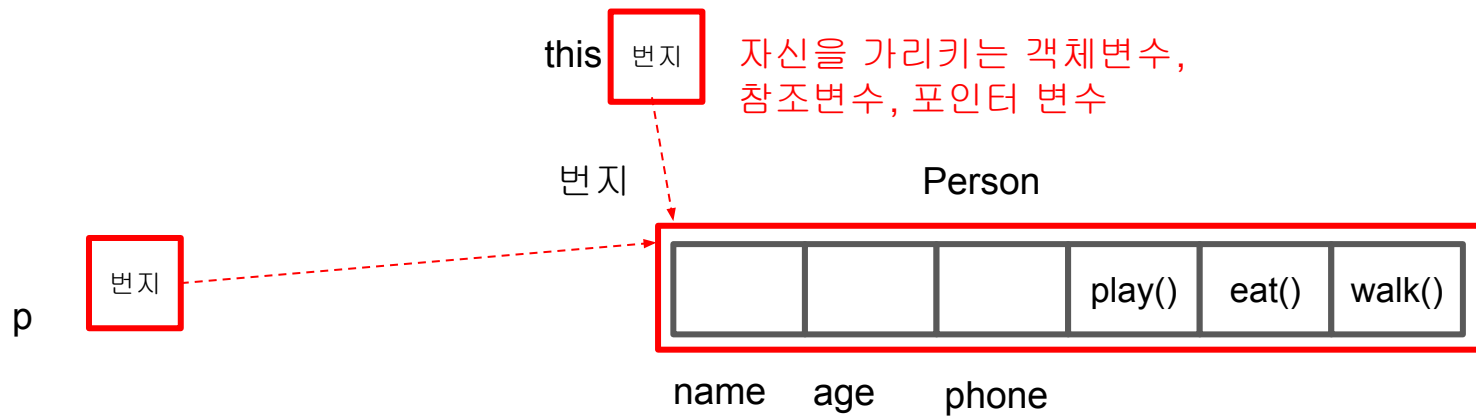 this
번지
자신을 가리키는 객체변수,
참조변수, 포인터 변수
번지
Person
번지
p
play()
eat()
walk()
name
age
phone